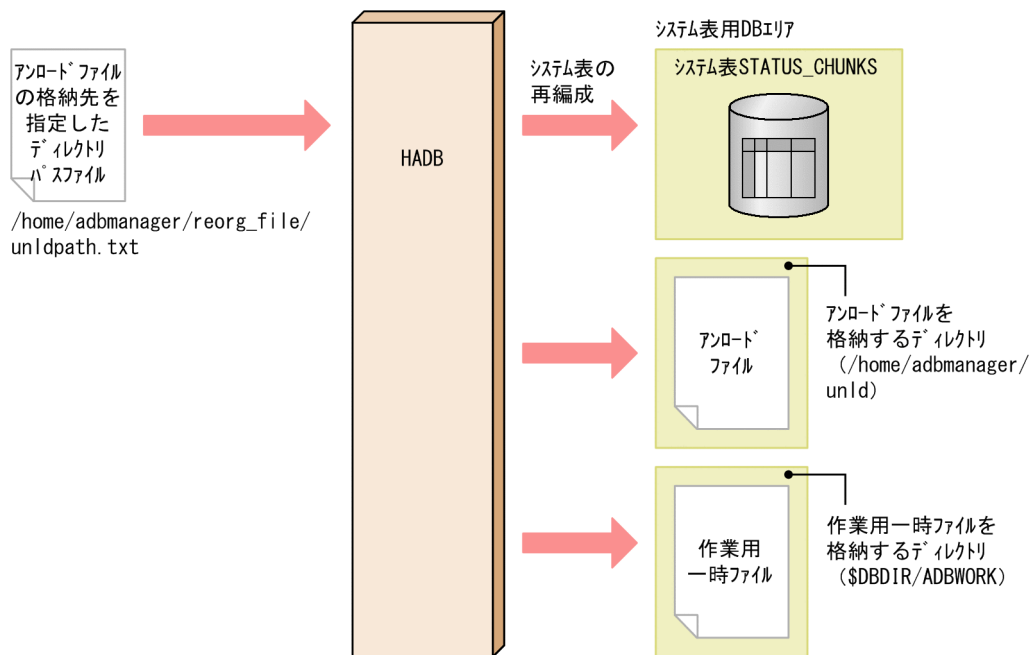 アンロードファイル
の格納先を
指定した
ディレクトリ
パスファイル
/home/adbmanager/reorg_file/
unldpath.txt
HADB
システム表の
再編成
システム表用DBエリア
システム表STATUS_CHUNKS
アンロード
ファイル
アンロードファイルを
格納するディレクトリ
(/home/adbmanager/
unld)
作業用
一時ファイル
作業用一時ファイルを
格納するディレクトリ
($DBDIR/ADBWORK)